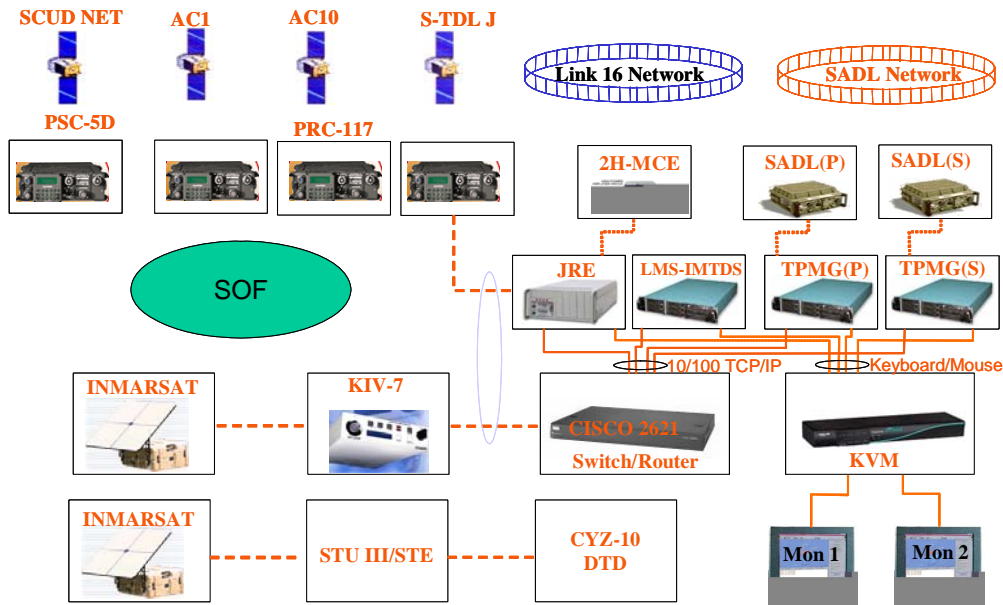 SCUD NET
AC1
AC10
S-TDL J
Link 16 Network
SADL Network
PSC-5D
PRC-117
2H-MCE
SADL(P)
SADL(S)
SOF
JRE
LMS-IMTDS
TPMG(P)
TPMG(S)
10/100 TCP/IP
Keyboard/Mouse
INMARSAT
KIV-7
CISCO 2621
Switch/Router
KVM
INMARSAT
STU III/STE
CYZ-10
DTD
Mon 1
Mon 2